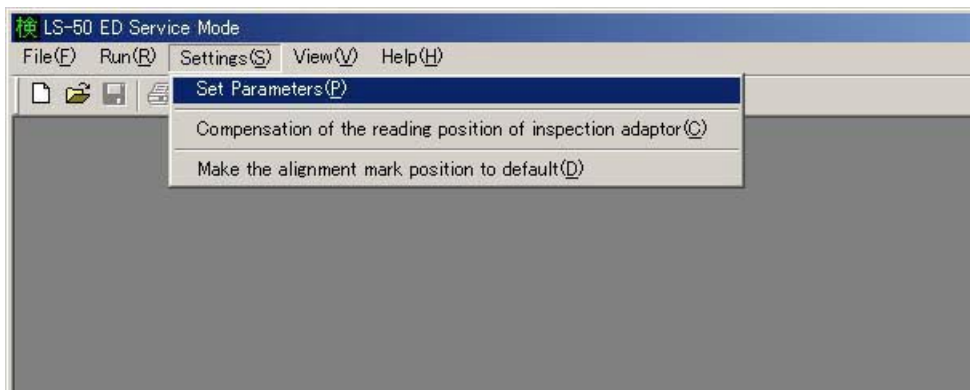 検 LS-50 ED Service Mode
File(F) Run(R) Settings(S) View(V) Help(H)
Set Parameters(P)
Compensation of the reading position of inspection adaptor(C)
Make the alignment mark position to default(D)